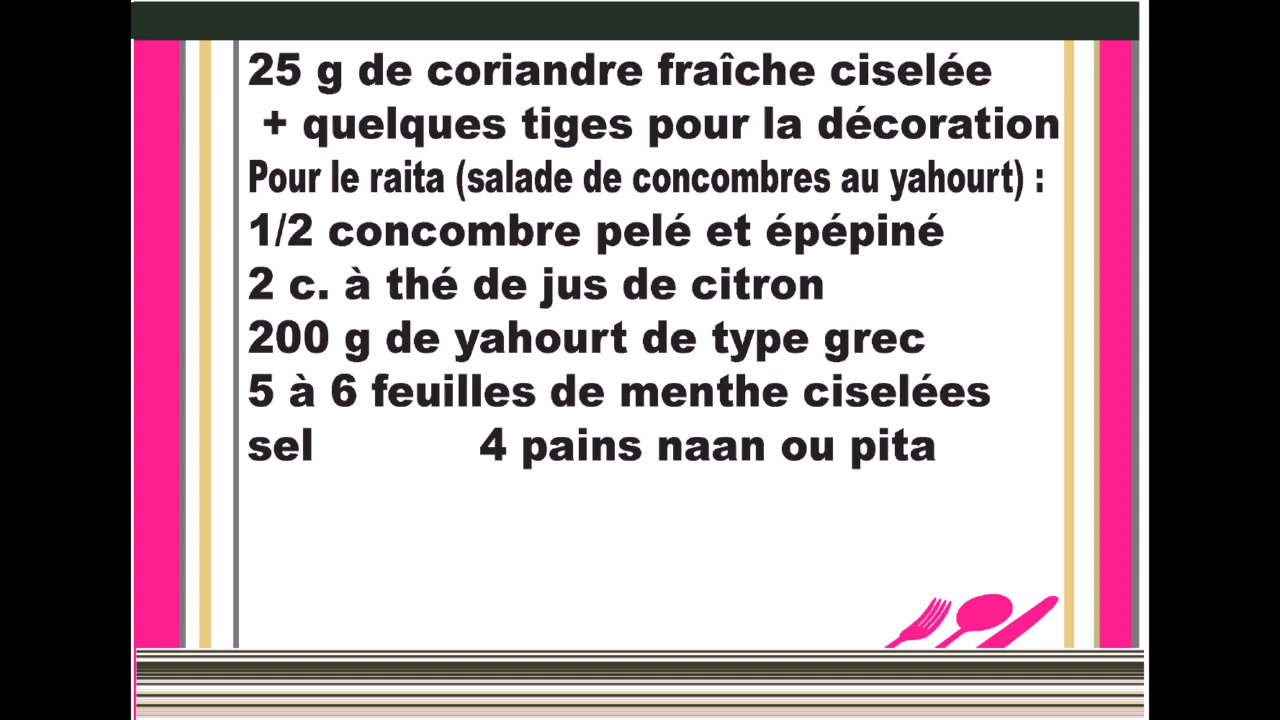 25 g de coriandre fraîche ciselée
+ quelques tiges pour la décoration
Pour le raita (salade de concombres au yahourt) :
1/2 concombre pelé et épépiné
2 c. à thé de jus de citron
200 g de yahourt de type grec
5 à 6 feuilles de menthe ciselées
sel 4 pains naan ou pita